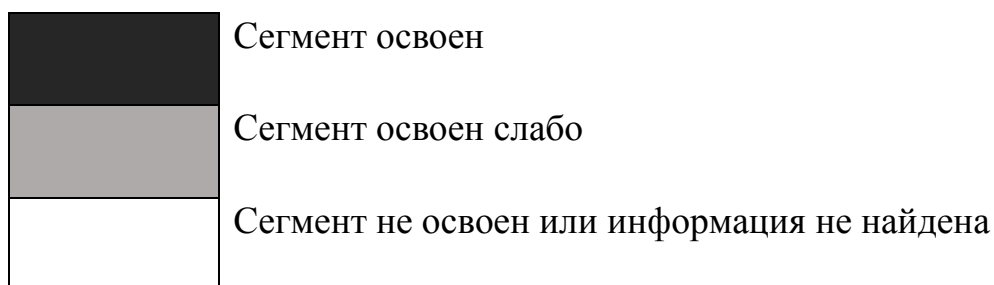 Сегмент освоен
Сегмент освоен слабо
Сегмент не освоен или информация не найдена